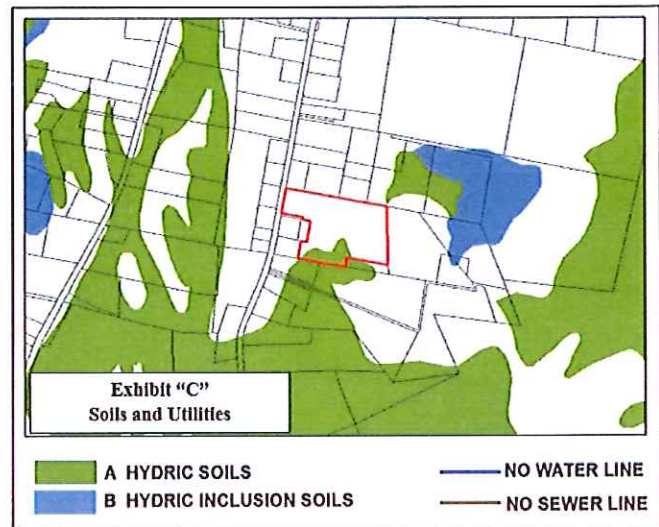 Exhibit “C”
Soils and Utilities
A HYDRIC SOILS
B HYDRIC INCLUSION SOILS
NO WATER LINE
NO SEWER LINE